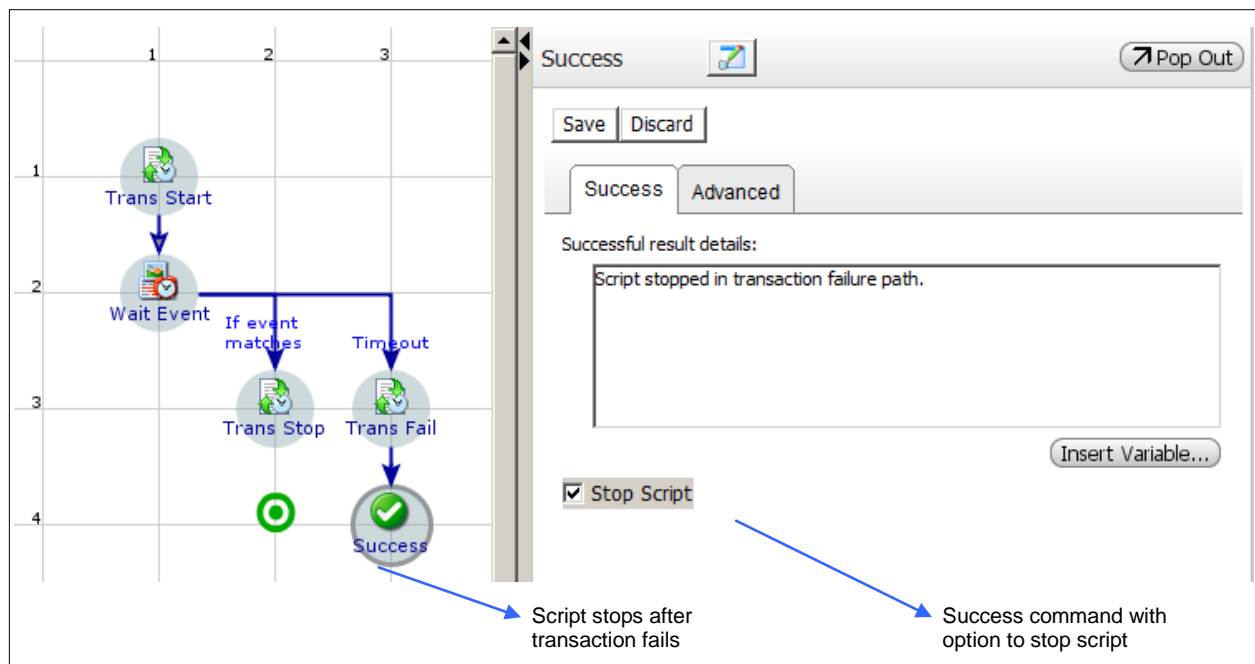 1 2 3
1
Trans Start
2
Wait Event
If event
matches
Timeout
3
Trans Stop
Trans Fail
4
Success
Success
Pop Out
Save
Discard
Success
Advanced
Successful result details:
Script stopped in transaction failure path.
Insert Variable...
Stop Script
Script stops after
transaction fails
Success command with
option to stop script